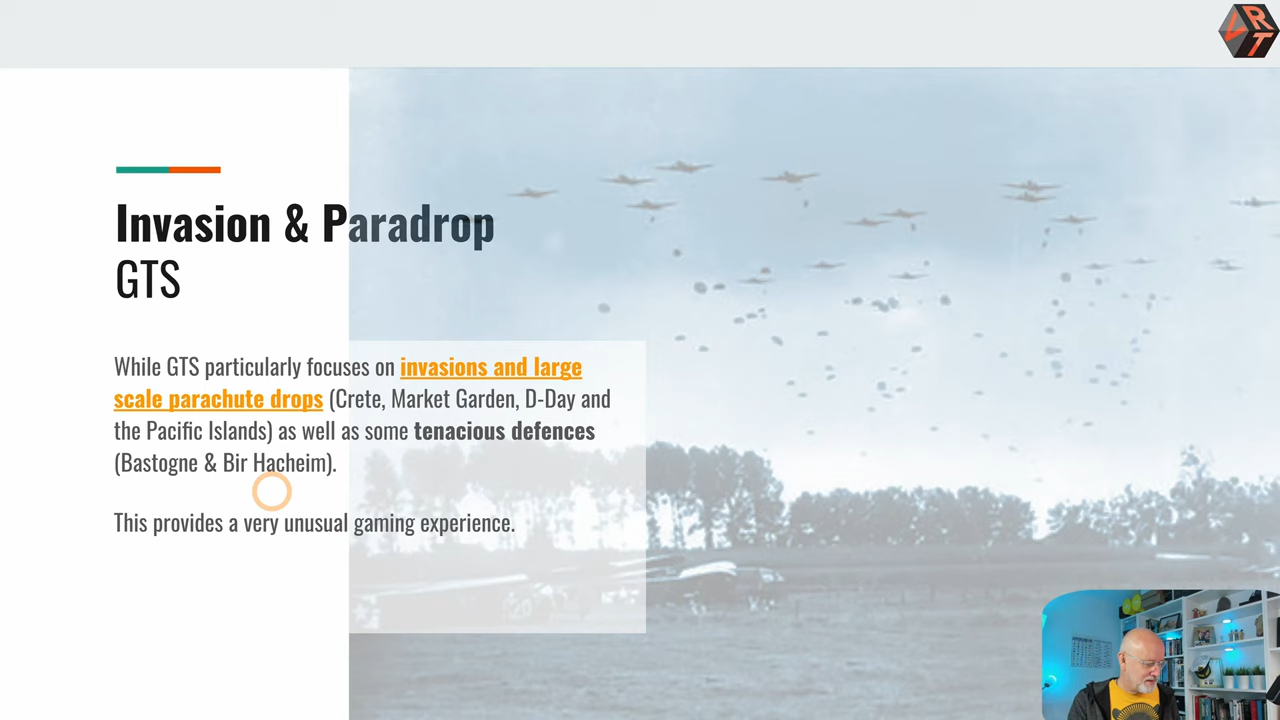 VRT
Invasion & Paradrop
GTS
While GTS particularly focuses on invasions and large
scale parachute drops (Crete, Market Garden, D-Day and
the Pacific Islands) as well as some tenacious defences
(Bastogne & Bir Hacheim).
This provides a very unusual gaming experience.